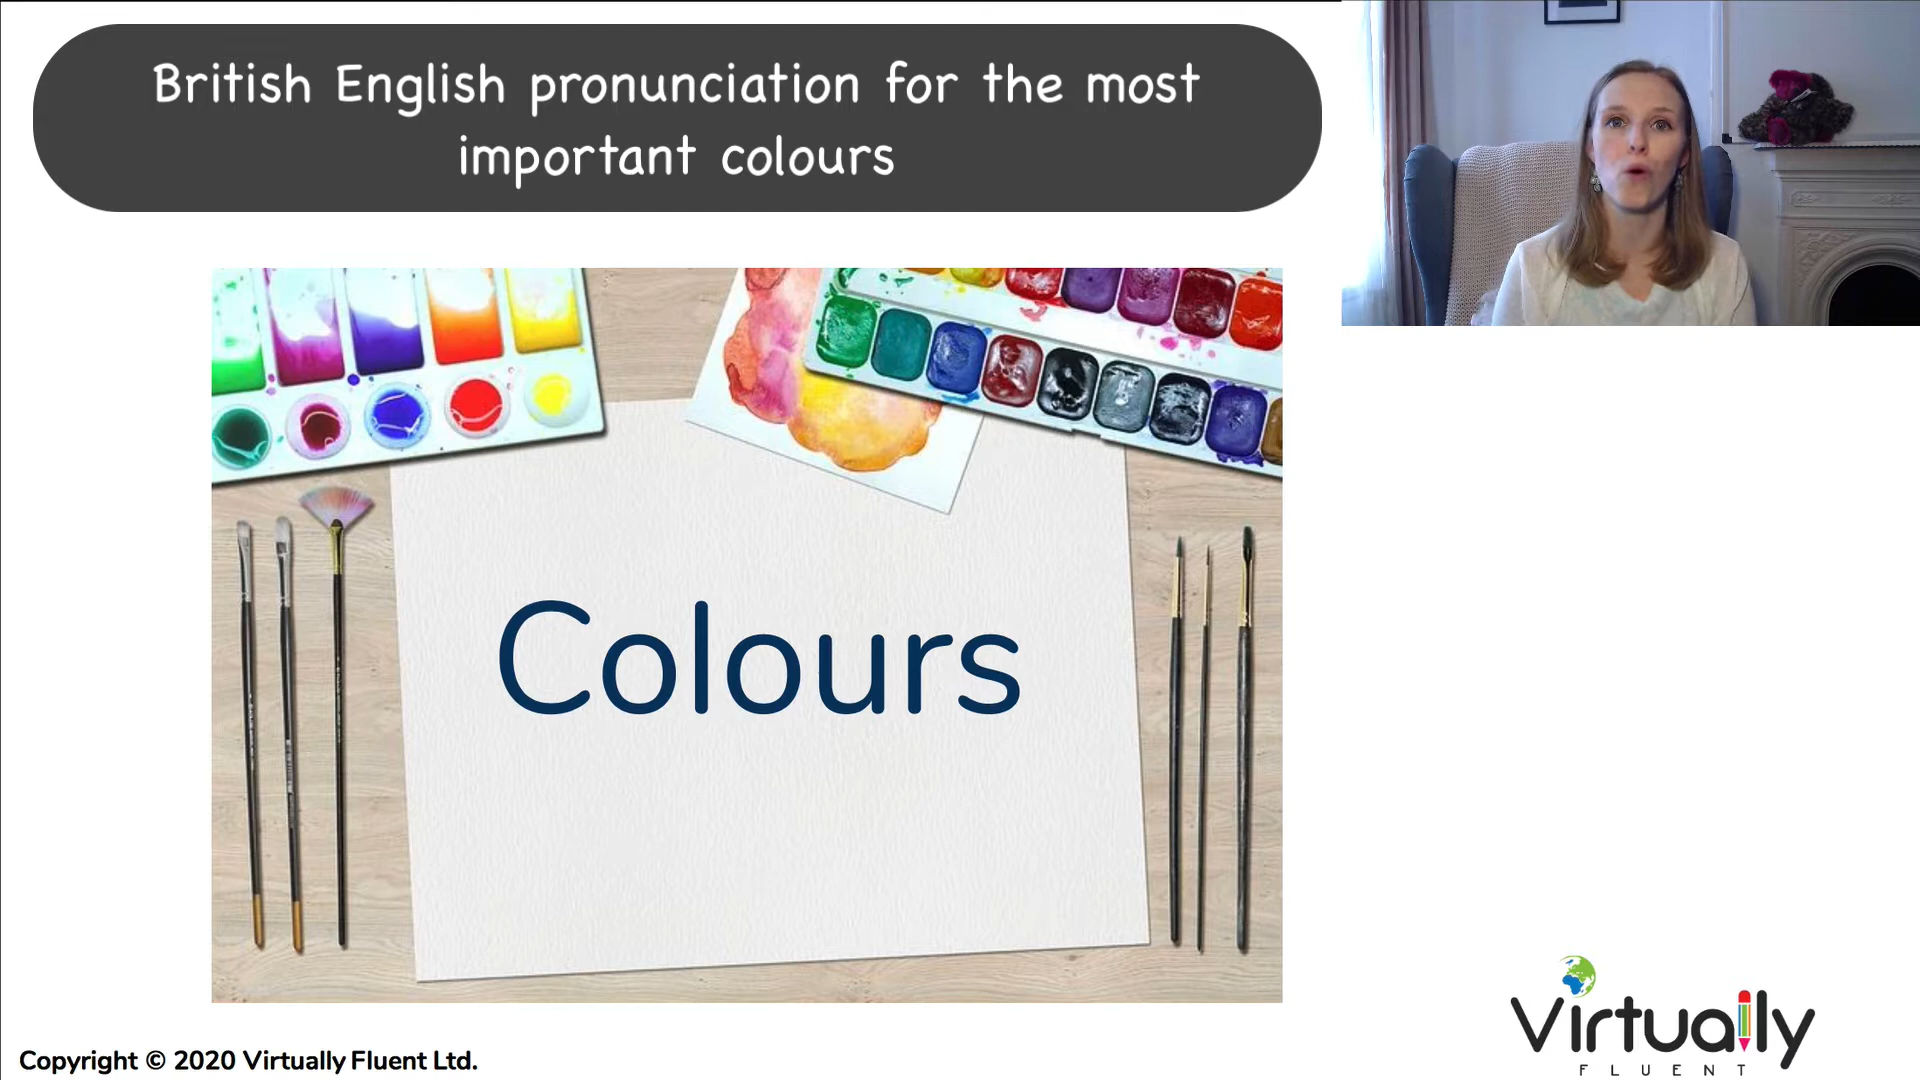 British English pronunciation for the most
important colours
Colours
Copyright © 2020 Virtually Fluent Ltd.
Virtually
FLUENT